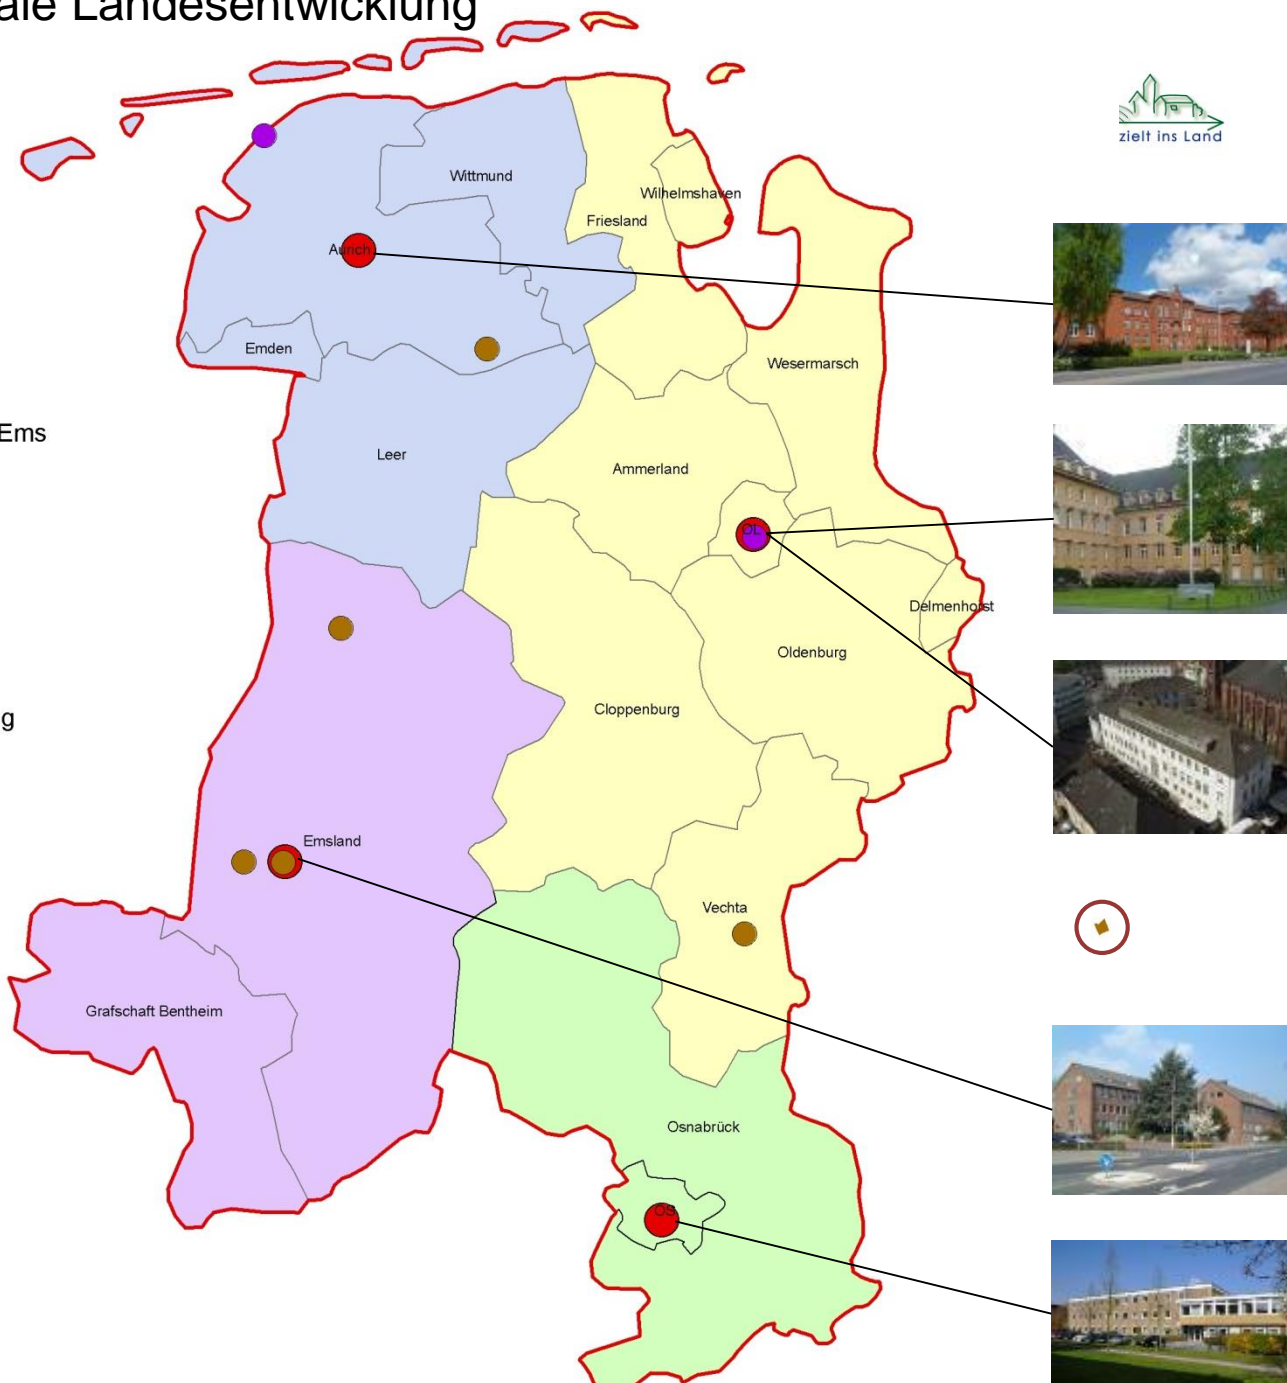 ale Landesentwicklung
zielt ins Land
Wittmund
Wilhelmshaven
Friesland
Aurich
Emden
Wesermarsch
Ems
Leer
Ammerland
OL
Delmenhorst
Oldenburg
Cloppenburg
g
Emsland
Vechta
Grafschaft Bentheim
Osnabrück
OS